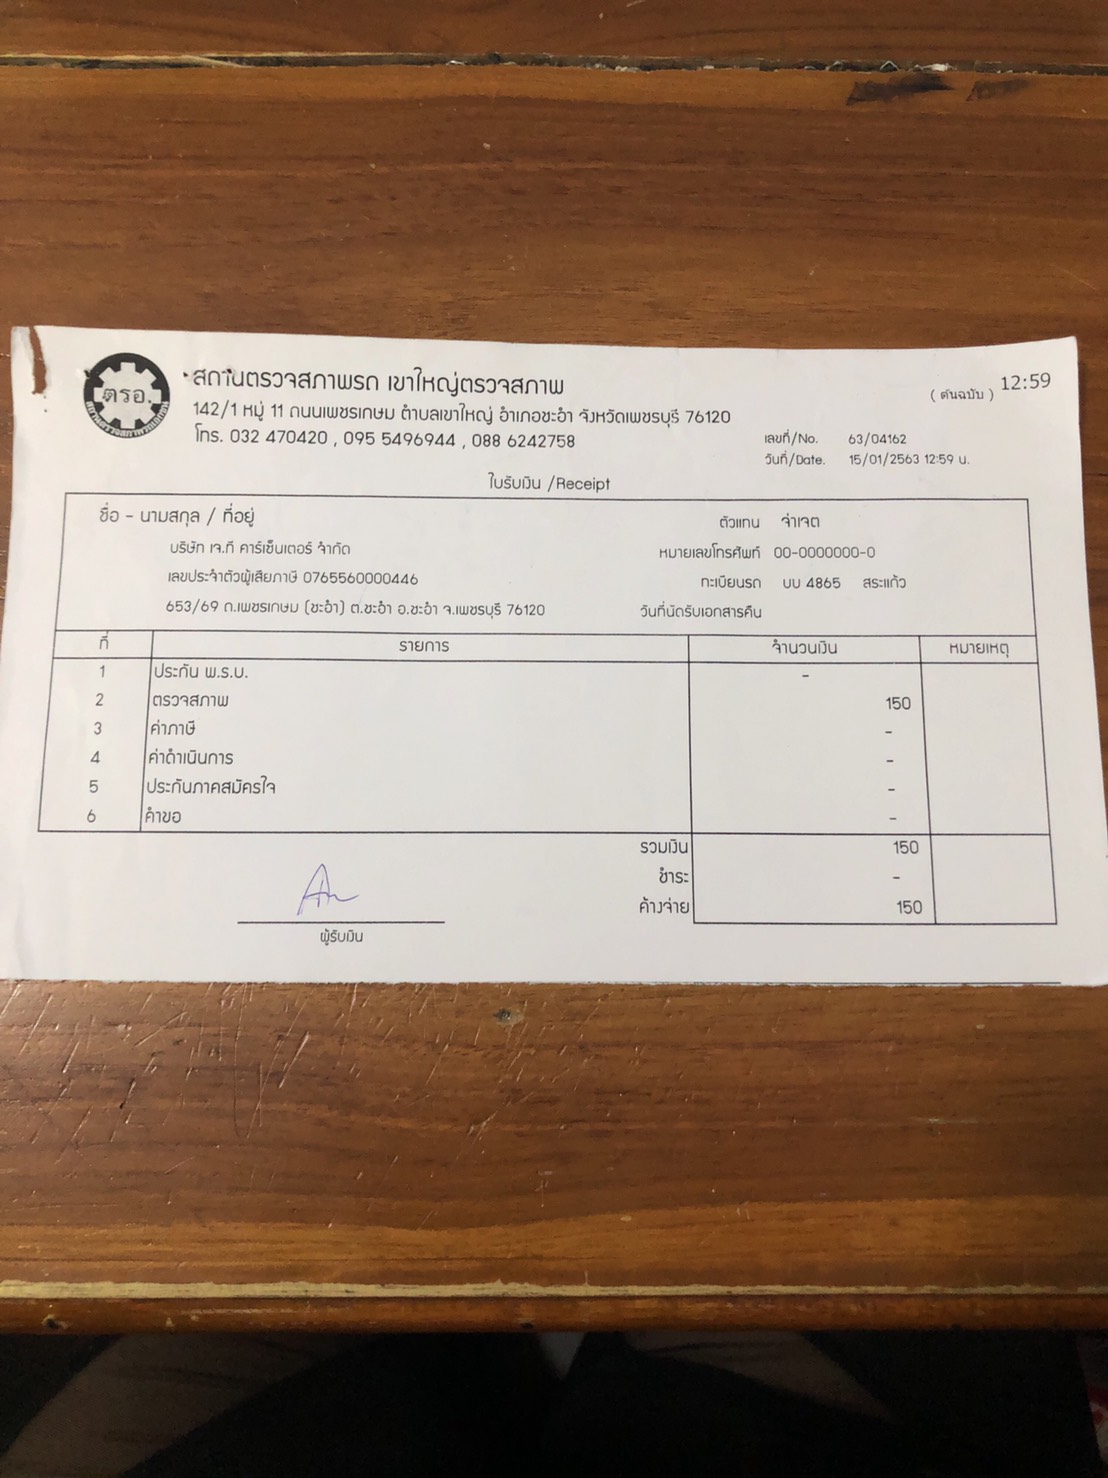 ตรอ.
สถานตรวจสภาพรถ เขาใหญ่ตรวจสภาพ
( ต้นฉบับ ) 12:59
142/1 หมู่ 11 ถนนเพชรเกษม ตำบลเขาใหญ่ อำเภอชะอำ จังหวัดเพชรบุรี 76120
โทร. 032 470420 , 095 5496944 , 088 6242758
เลขที่/No. 63/04162
วันที่/Date. 15/01/2563 12:59 น.
ใบรับเงิน /Receipt
ชื่อ - นามสกุล / ที่อยู่ ตัวแทน จ่าเจต
บริษัท เจ.ที คาร์เซ็นเตอร์ จำกัด หมายเลขโทรศัพท์ 00-0000000-0
เลขประจำตัวผู้เสียภาษี 0765560000446 ทะเบียนรถ บบ 4865 สระแก้ว
653/69 ถ.เพชรเกษม (ชะอำ) ต.ชะอำ อ.ชะอำ จ.เพชรบุรี 76120 วันที่นัดรับเอกสารคืน
ที่ รายการ จำนวนเงิน หมายเหตุ
1 ประกัน พ.ร.บ. -
2 ตรวจสภาพ 150
3 ค่าภาษี -
4 ค่าดำเนินการ -
5 ประกันภาคสมัครใจ -
6 คำขอ -
รวมเงิน 150
ชำระ -
ค้างจ่าย 150
ผู้รับเงิน